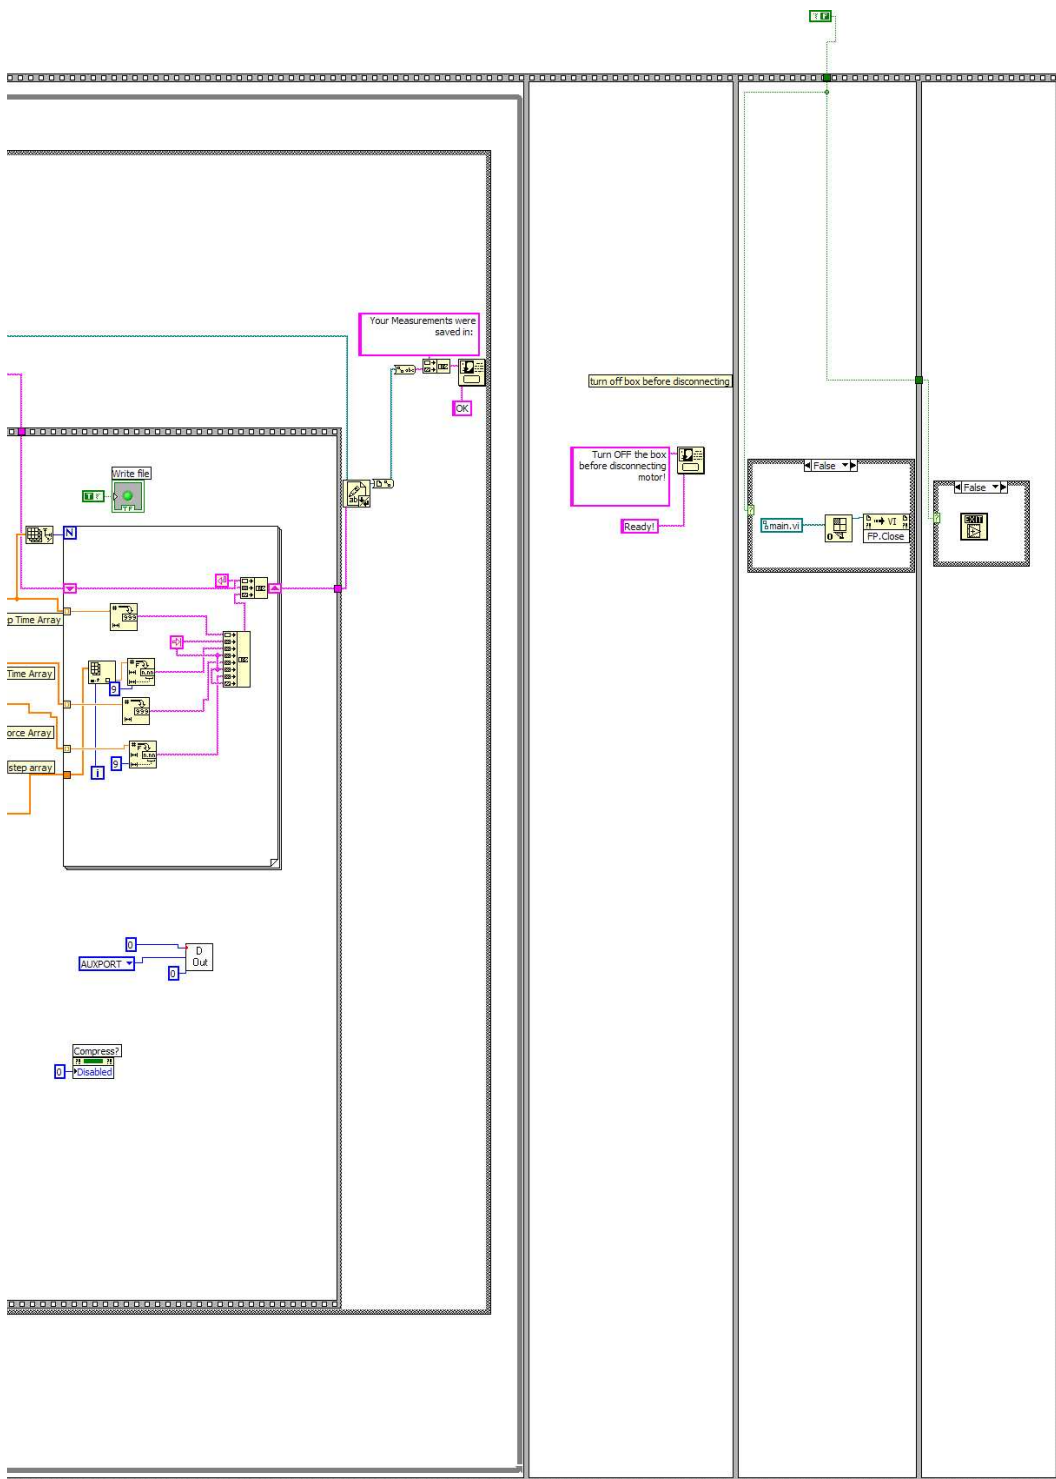 ? F
Your Measurements were
saved in:
abc
OK
turn off box before disconnecting
Write file
T ?
T F
ab
Turn OFF the box
before disconnecting
motor!
Ready!
False
main.vi
VI
FP.Close
False
EXIT
N
p Time Array
Time Array
9
orce Array
step array
9
i
0
D
Out
AUXPORT
0
Compress?
0
Disabled